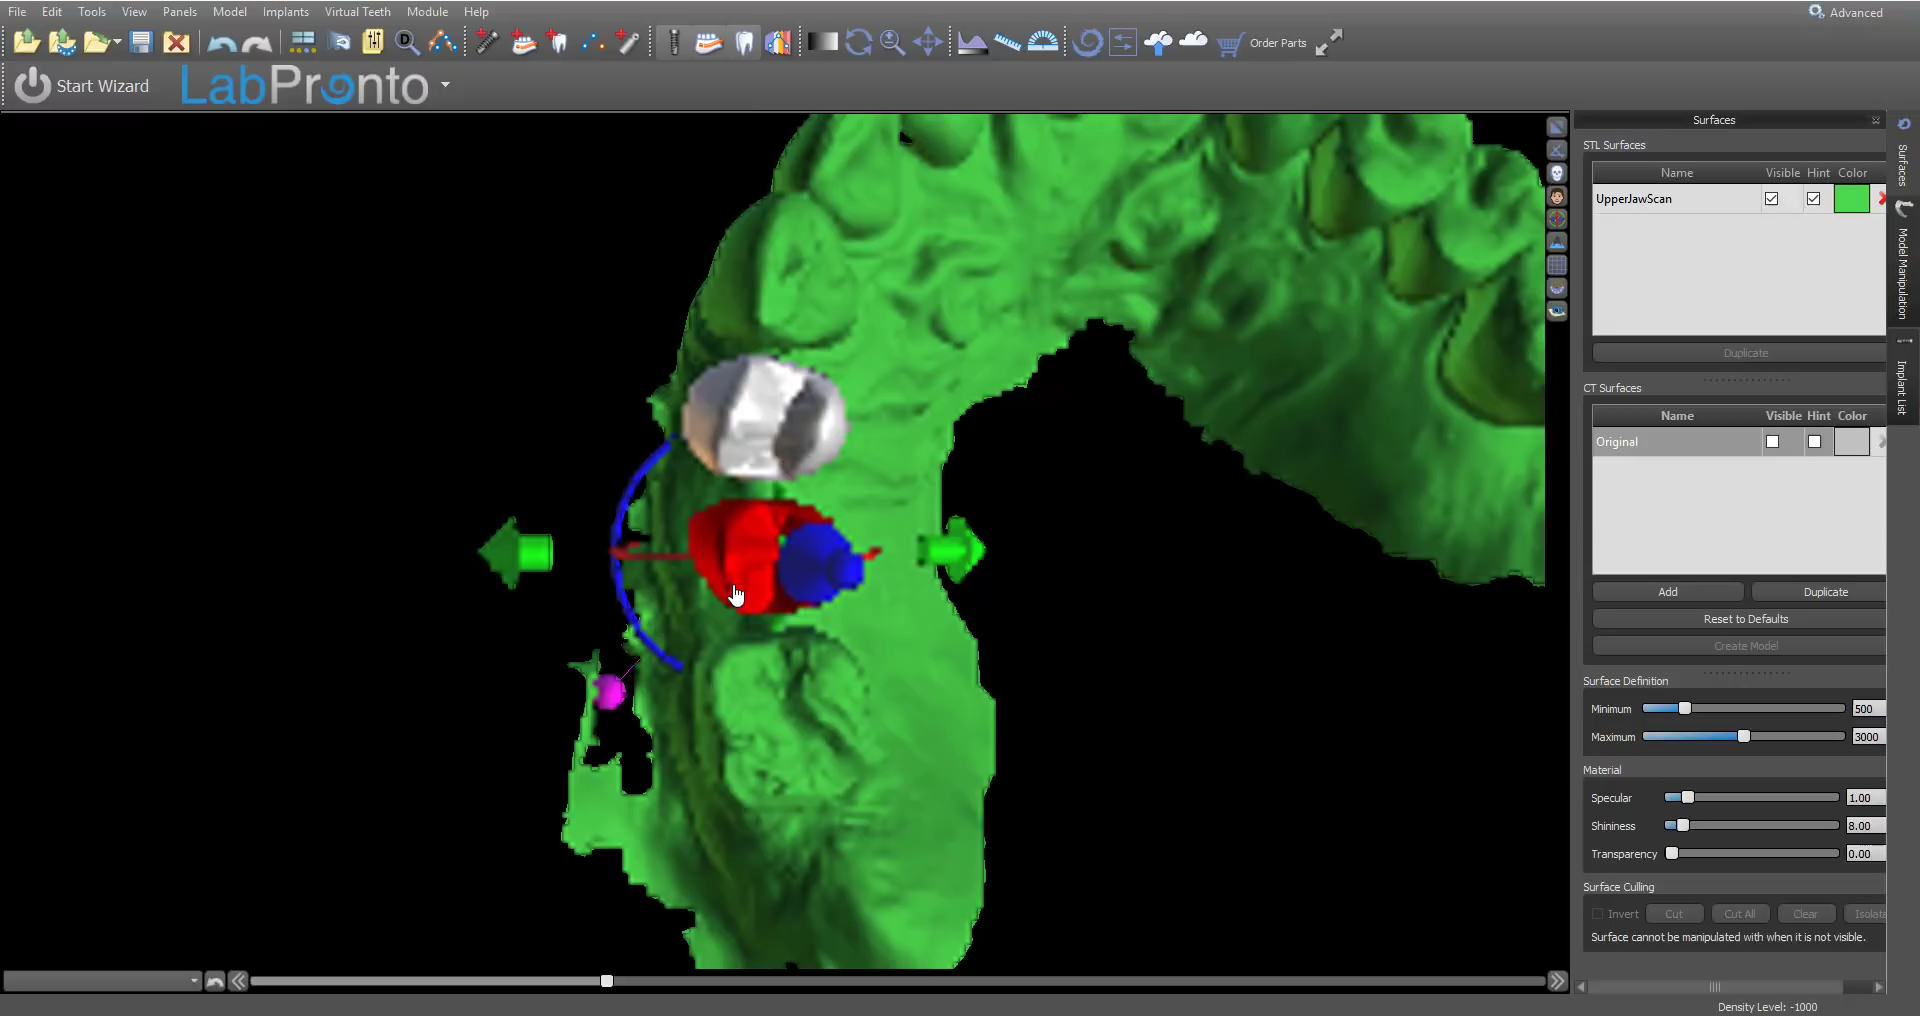 File Edit Tools View Panels Model Implants Virtual Teeth Module Help
Advanced
Order Parts
Start Wizard LabPronto
Surfaces
STL Surfaces
Name Visible Hint Color
UpperJawScan
Duplicate
CT Surfaces
Name Visible Hint Color
Original
Add Duplicate
Reset to Defaults
Create Model
Surface Definition
Minimum 500
Maximum 3000
Material
Specular 1.00
Shininess 8.00
Transparency 0.00
Surface Culling
Invert Cut Cut All Clear Isolate
Surface cannot be manipulated with when it is not visible.
Surfaces
Model Manipulation
Implant List
Density Level: -1000